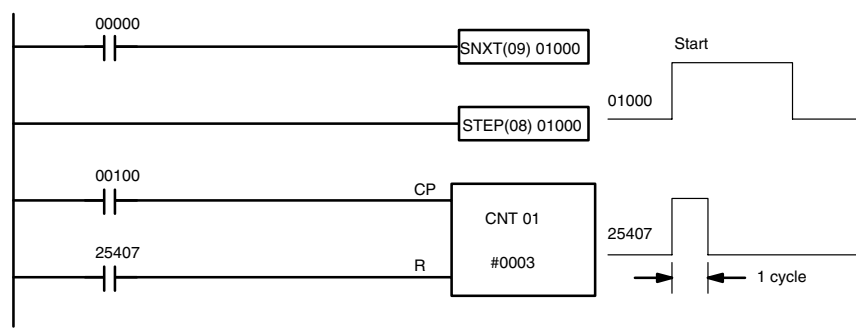 00000
SNXT(09) 01000
Start
01000
STEP(08) 01000
00100
CP
CNT 01
25407
25407
R
#0003
1 cycle